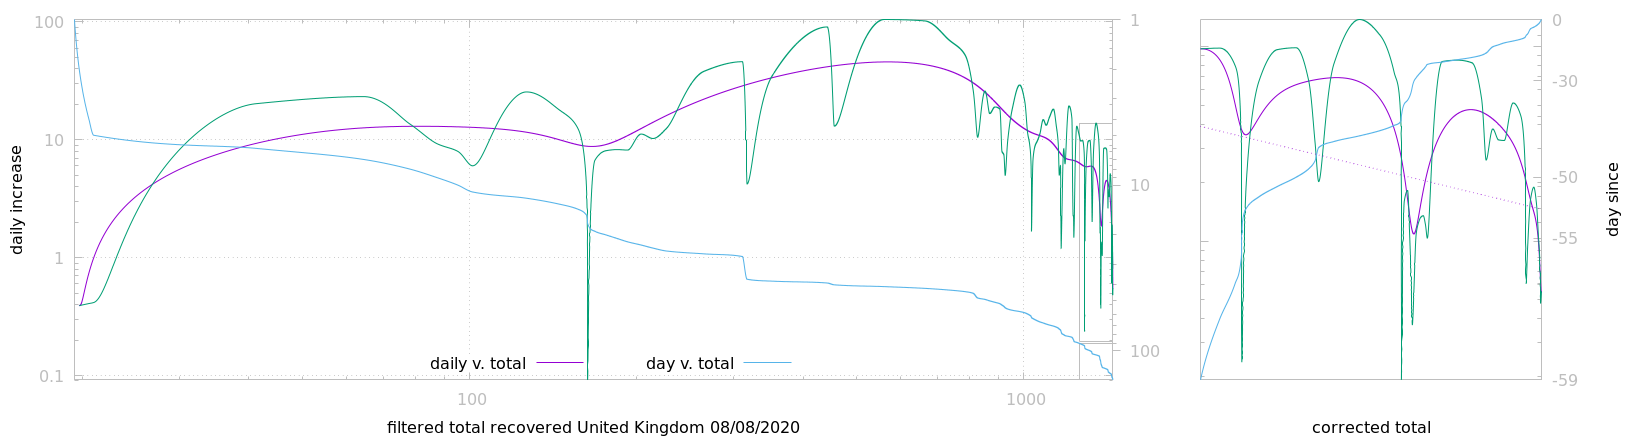 100
10
1
0.1
daily increase
daily v. total
day v. total
100
1000
filtered total recovered United Kingdom 08/08/2020
1
10
100
0
-30
-50
-55
-59
day since
corrected total